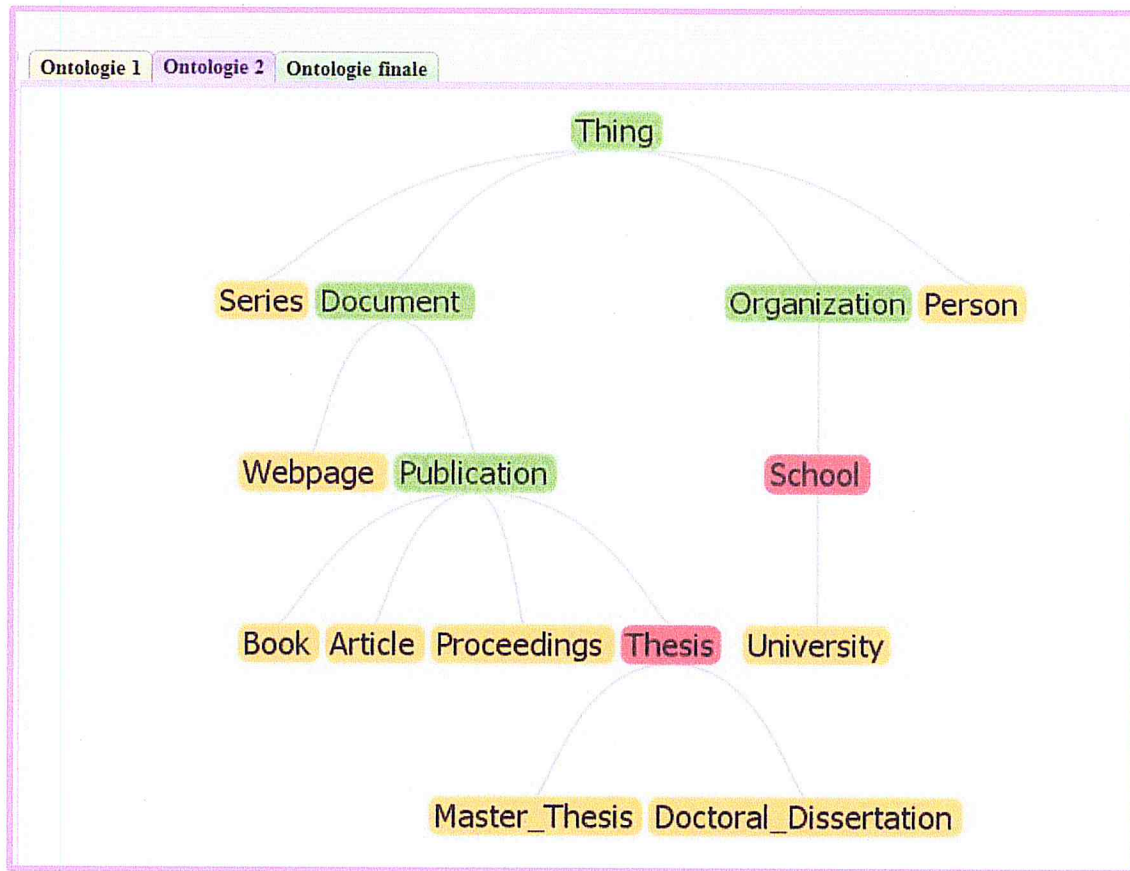 Ontologie 1 Ontologie 2 Ontologie finale
Thing
Series Document Organization Person
Webpage Publication School
Book Article Proceedings Thesis University
Master_Thesis Doctoral_Dissertation